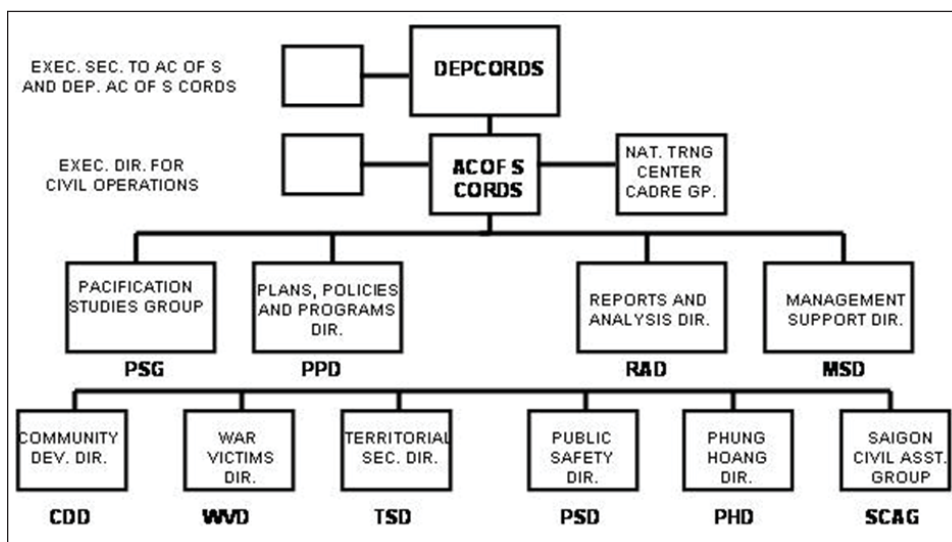 EXEC. SEC. TO AC OF S
AND DEP. AC OF S CORDS
DEPCORDS
EXEC. DIR. FOR
CIVIL OPERATIONS
AC OF S
CORDS
NAT. TRNG
CENTER
CADRE GP.
PACIFICATION
STUDIES GROUP
PSG
PLANS, POLICIES
AND PROGRAMS
DIR.
PPD
REPORTS AND
ANALYSIS DIR.
RAD
MANAGEMENT
SUPPORT DIR.
MSD
COMMUNITY
DEV. DIR.
CDD
WAR
VICTIMS
DIR.
WVD
TERRITORIAL
SEC. DIR.
TSD
PUBLIC
SAFETY
DIR.
PSD
PHUNG
HOANG DIR.
PHD
SAIGON
CIVIL ASST.
GROUP
SCAG